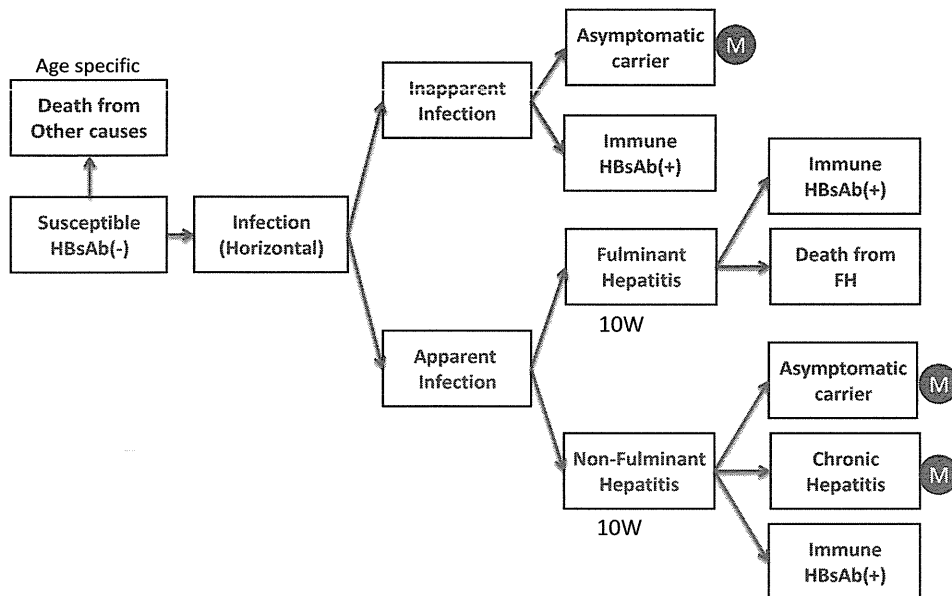 Age specific
Death from
Other causes
Susceptible
HBsAb(-)
Infection
(Horizontal)
Inapparent
Infection
Apparent
Infection
Asymptomatic
carrier
M
Immune
HBsAb(+)
Fulminant
Hepatitis
10W
Non-Fulminant
Hepatitis
10W
Immune
HBsAb(+)
Death from
FH
Asymptomatic
carrier
M
Chronic
Hepatitis
M
Immune
HBsAb(+)